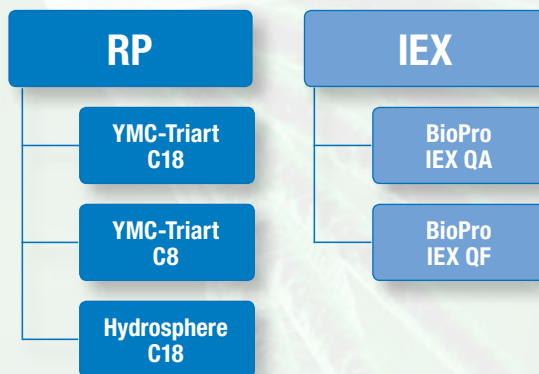 RP
YMC-Triart
C18
YMC-Triart
C8
Hydrosphere
C18
IEX
BioPro
IEX QA
BioPro
IEX QF